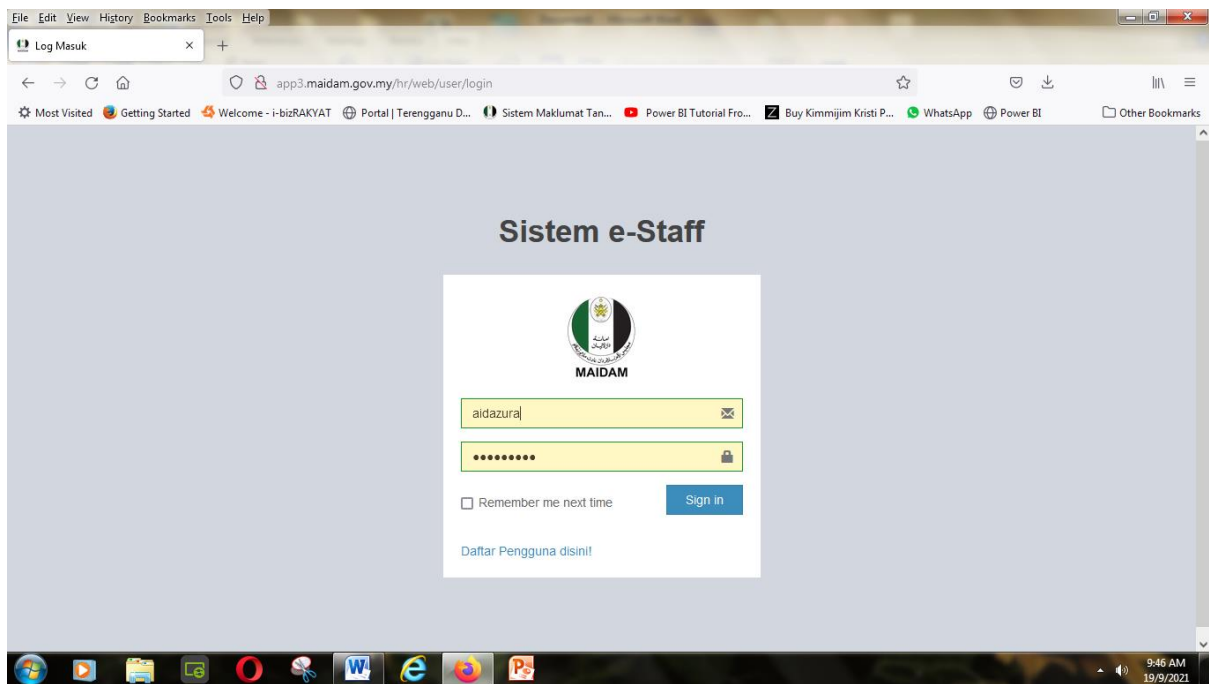 File Edit View History Bookmarks Tools Help
Log Masuk
app3.maidam.gov.my/hr/web/user/login
Most Visited Getting Started Welcome - i-bizRAKYAT Portal | Terengganu D... Sistem Maklumat Tan... Power BI Tutorial Fro... Buy Kimmijim Kristi P... WhatsApp Power BI Other Bookmarks
Sistem e-Staff
MAIDAM
aidazura
Remember me next time Sign in
Daftar Pengguna disini!
9:46 AM
19/9/2021